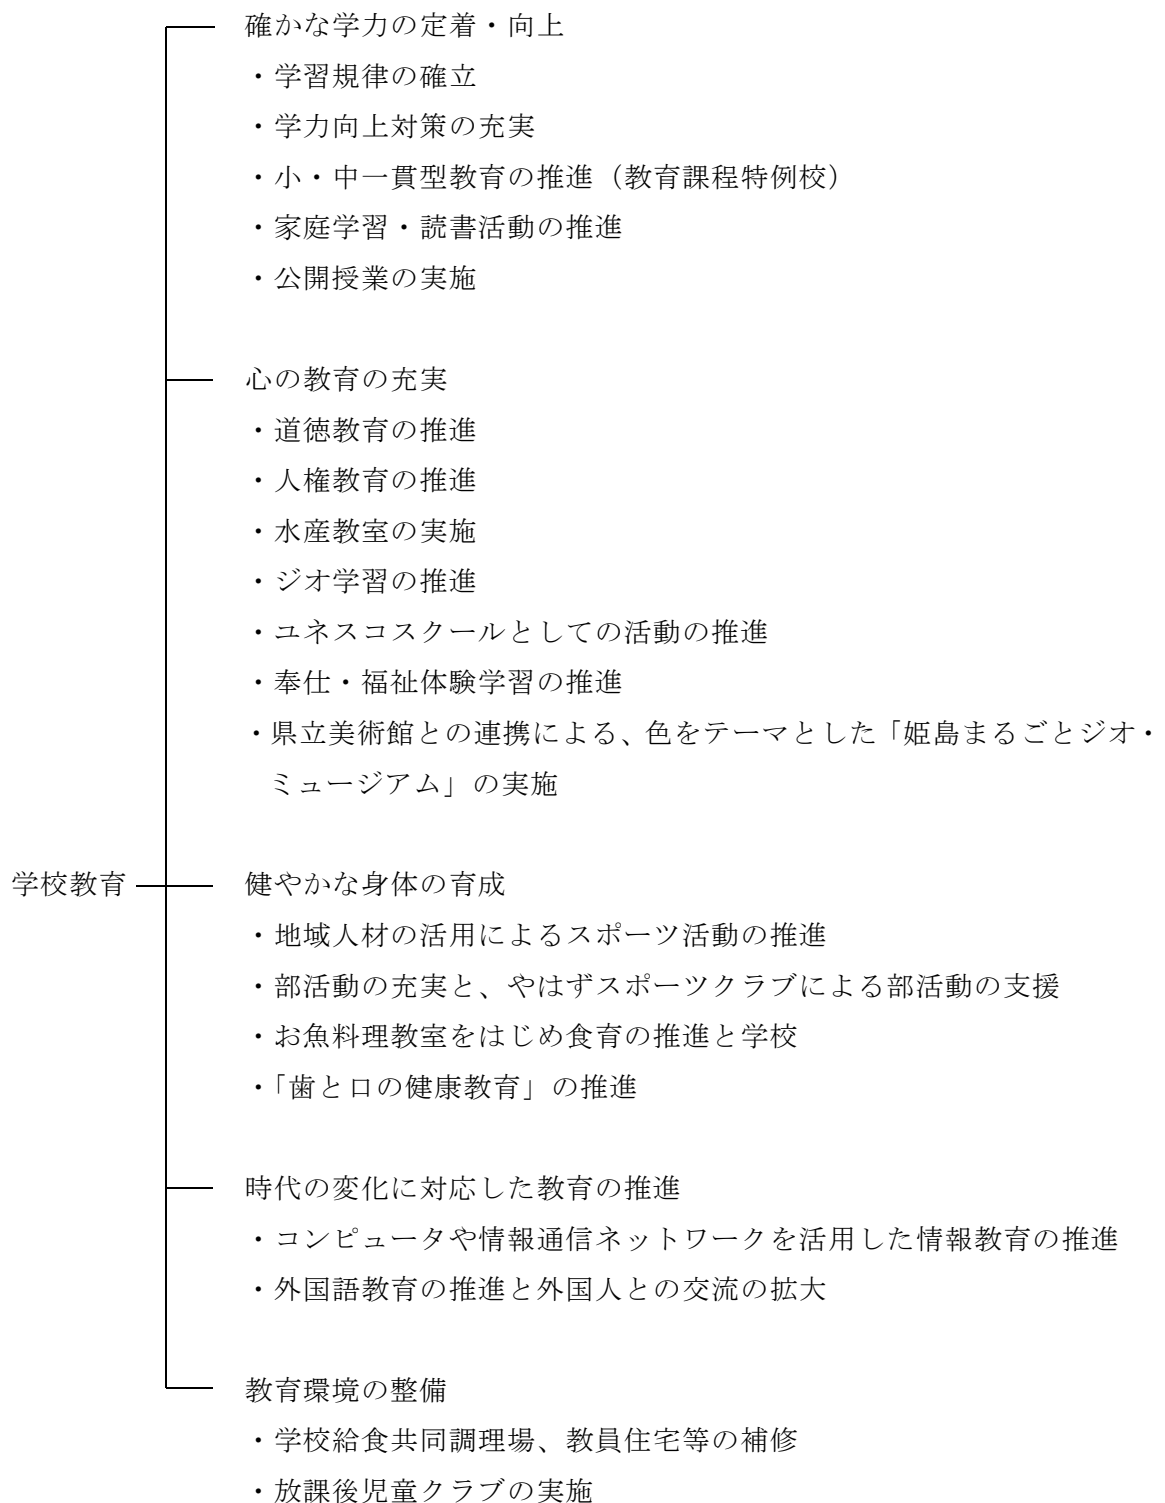 確かな学力の定着・向上
・学習規律の確立
・学力向上対策の充実
・小・中一貫型教育の推進（教育課程特例校）
・家庭学習・読書活動の推進
・公開授業の実施
心の教育の充実
・道徳教育の推進
・人権教育の推進
・水産教室の実施
・ジオ学習の推進
・ユネスコスクールとしての活動の推進
・奉仕・福祉体験学習の推進
・県立美術館との連携による、色をテーマとした「姫島まるごとジオ・
ミュージアム」の実施
学校教育
健やかな身体の育成
・地域人材の活用によるスポーツ活動の推進
・部活動の充実と、やはずスポーツクラブによる部活動の支援
・お魚料理教室をはじめ食育の推進と学校
・「歯と口の健康教育」の推進
時代の変化に対応した教育の推進
・コンピュータや情報通信ネットワークを活用した情報教育の推進
・外国語教育の推進と外国人との交流の拡大
教育環境の整備
・学校給食共同調理場、教員住宅等の補修
・放課後児童クラブの実施